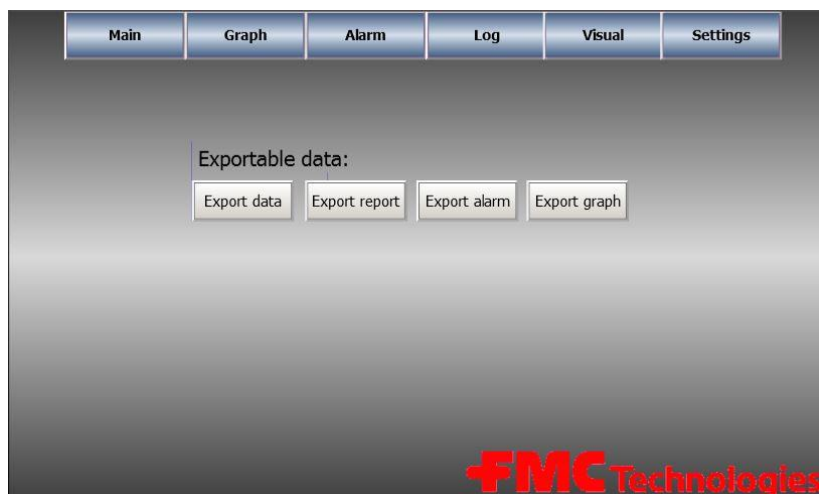 Main Graph Alarm Log Visual Settings
Exportable data:
Export data Export report Export alarm Export graph
FMC Technologies